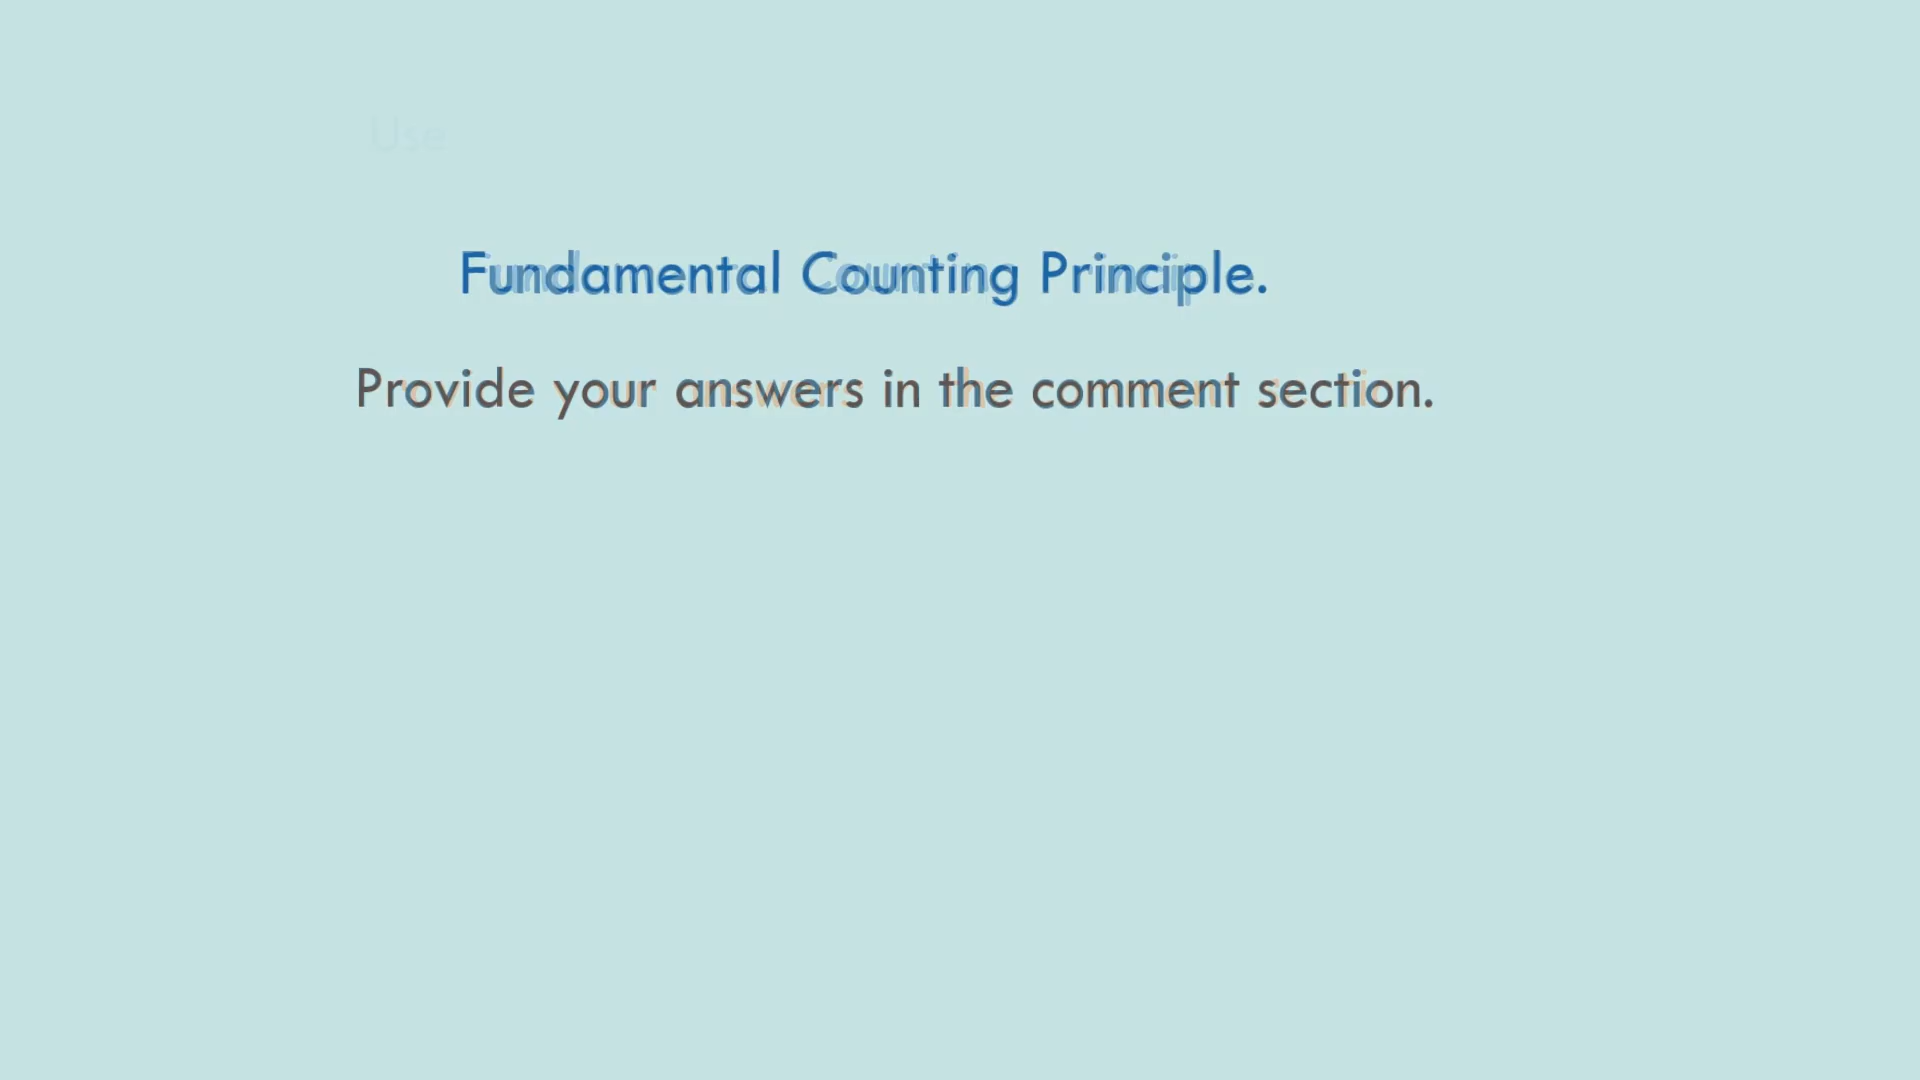 Use
Fundamental Counting Principle.
Provide your answers in the comment section.